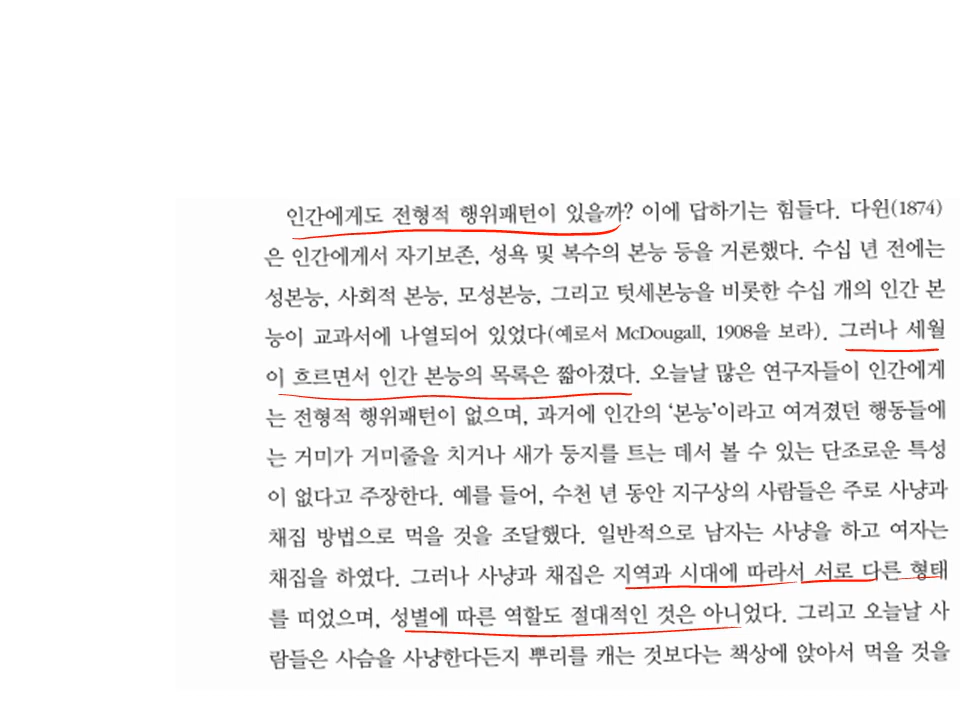 인간에게도 전형적 행위패턴이 있을까? 이에 답하기는 힘들다. 다윈(1874)
은 인간에게서 자기보존, 성욕 및 복수의 본능 등을 거론했다. 수십 년 전에는
성본능, 사회적 본능, 모성본능, 그리고 텃세본능을 비롯한 수십 개의 인간 본
능이 교과서에 나열되어 있었다(예로서 McDougall, 1908을 보라). 그러나 세월
이 흐르면서 인간 본능의 목록은 짧아졌다. 오늘날 많은 연구자들이 인간에게
는 전형적 행위패턴이 없으며, 과거에 인간의 '본능'이라고 여겨졌던 행동들에
는 거미가 거미줄을 치거나 새가 둥지를 트는 데서 볼 수 있는 단조로운 특성
이 없다고 주장한다. 예를 들어, 수천 년 동안 지구상의 사람들은 주로 사냥과
채집 방법으로 먹을 것을 조달했다. 일반적으로 남자는 사냥을 하고 여자는
채집을 하였다. 그러나 사냥과 채집은 지역과 시대에 따라서 서로 다른 형태
를 띠었으며, 성별에 따른 역할도 절대적인 것은 아니었다. 그리고 오늘날 사
람들은 사슴을 사냥한다든지 뿌리를 캐는 것보다는 책상에 앉아서 먹을 것을